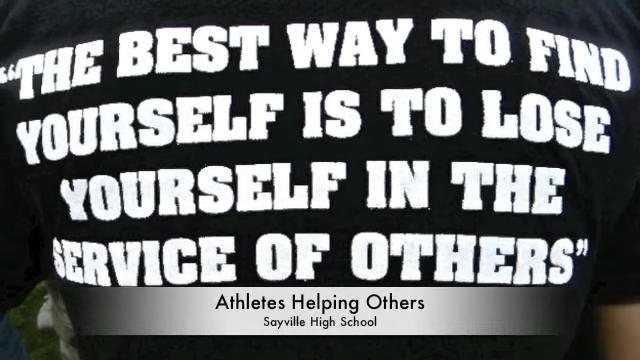 “THE BEST WAY TO FIND
YOURSELF IS TO LOSE
YOURSELF IN THE
SERVICE OF OTHERS”
Athletes Helping Others
Sayville High School